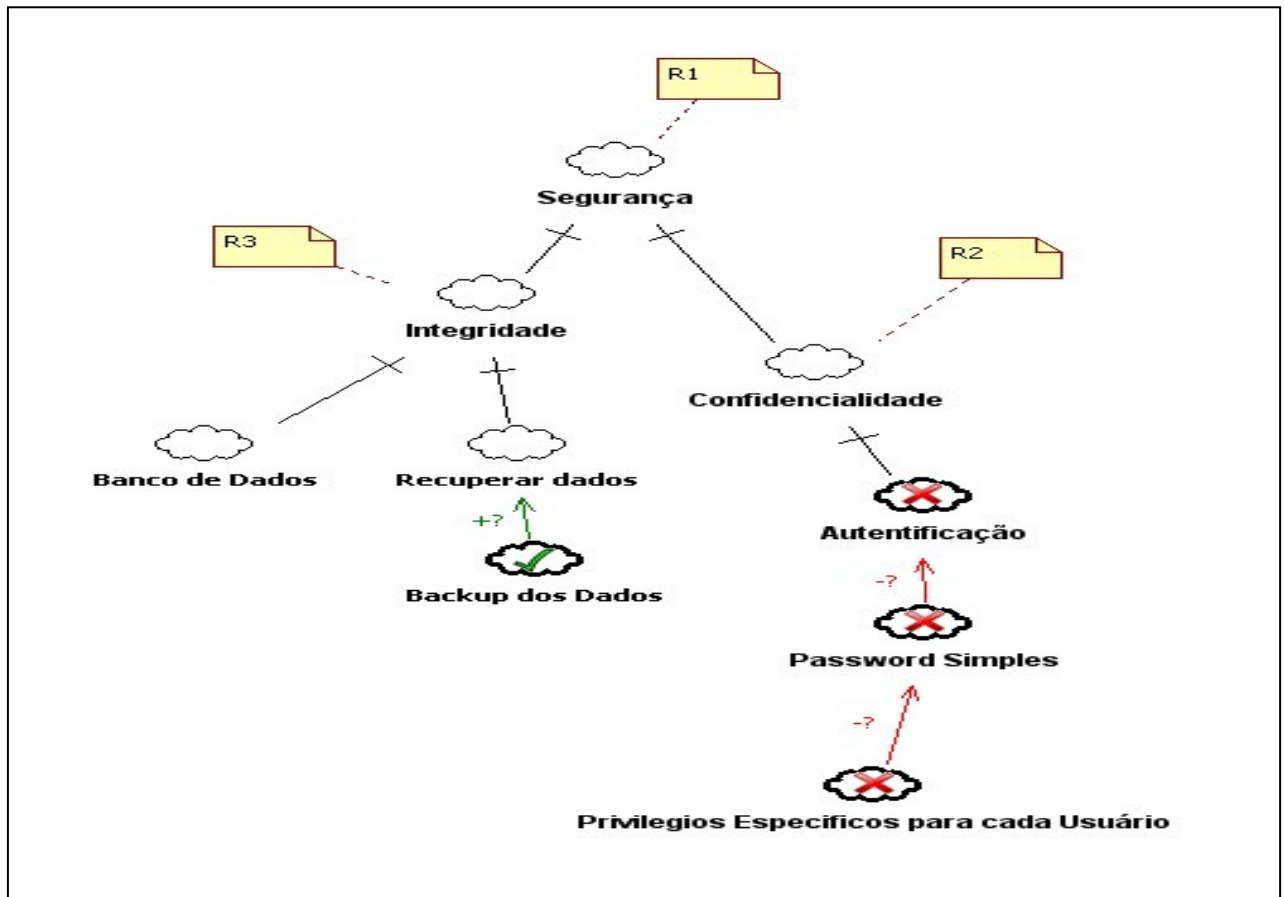 R1
Segurança
R3
R2
Integridade
Confidencialidade
Banco de Dados
Recuperar dados
+?
Autentificação
Backup dos Dados
-?
Password Simples
-?
Privilegios Especificos para cada Usuário